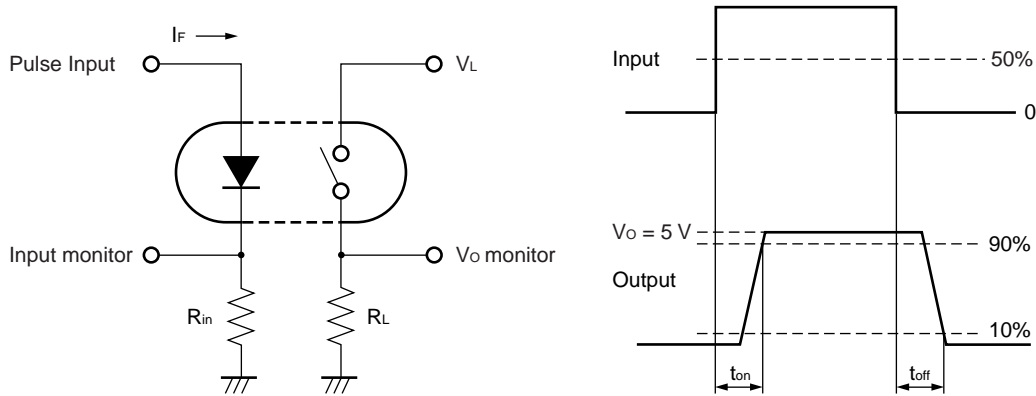 IF
Pulse Input
VL
Input monitor
VO monitor
Rin
RL
Input
50%
0
VO = 5 V
90%
Output
10%
ton
toff